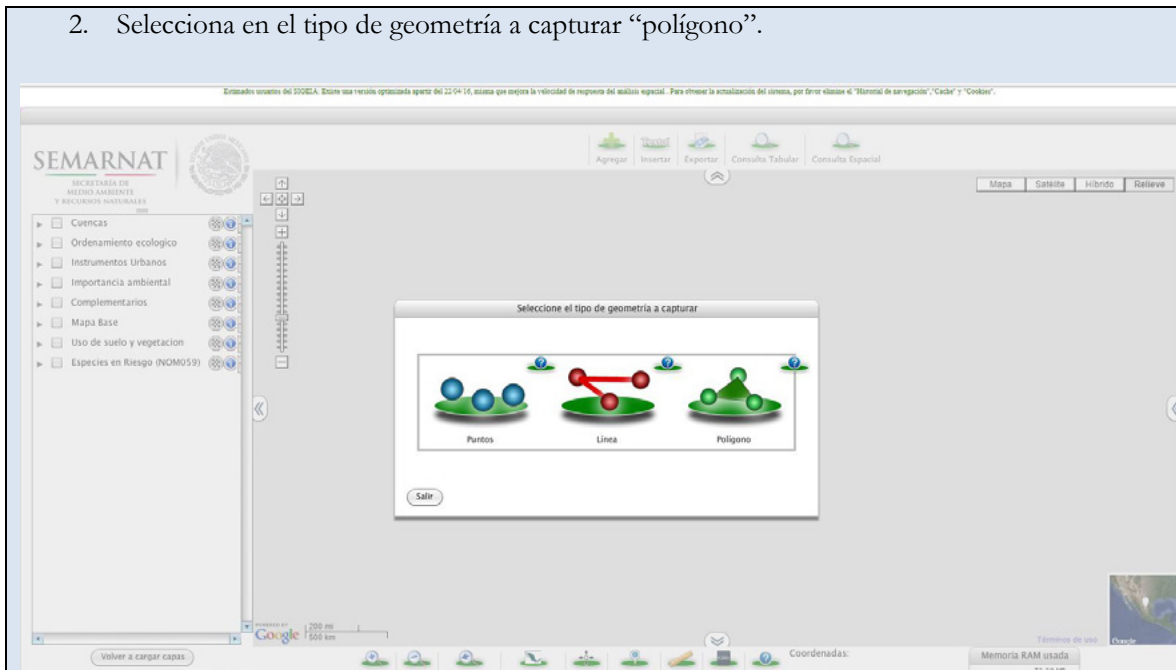 2. Selecciona en el tipo de geometría a capturar “polígono”.
Estimados usuarios del SIGEIA: Existe una versión optimizada apartir del 22/04/16, misma que mejora la velocidad de respuesta del análisis espacial . Para obtener la actualización del sistema, por favor elimine el "Historial de navegación","Cache" y "Cookies".
SEMARNAT
SECRETARÍA DE
MEDIO AMBIENTE
Y RECURSOS NATURALES
Agregar Insertar Exportar Consulta Tabular Consulta Espacial
Mapa Satélite Híbrido Relieve
Cuencas
Ordenamiento ecologico
Instrumentos Urbanos
Importancia ambiental
Complementarios
Mapa Base
Uso de suelo y vegetacion
Especies en Riesgo (NOM059)
Seleccione el tipo de geometría a capturar
Puntos Línea Polígono
Salir
POWERED BY
Google
200 mi
500 km
Términos de uso
Google
Volver a cargar capas
Coordenadas:
Memoria RAM usada